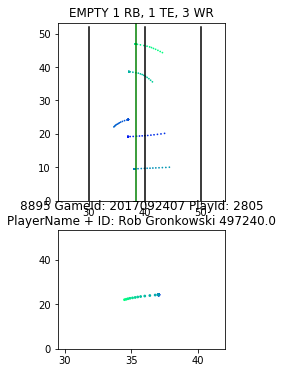 EMPTY 1 RB, 1 TE, 3 WR
50
40
30
20
10
0
30 40 50
8895 GameId: 2017092407 PlayId: 2805
PlayerName + ID: Rob Gronkowski 497240.0
40
20
0
30 35 40